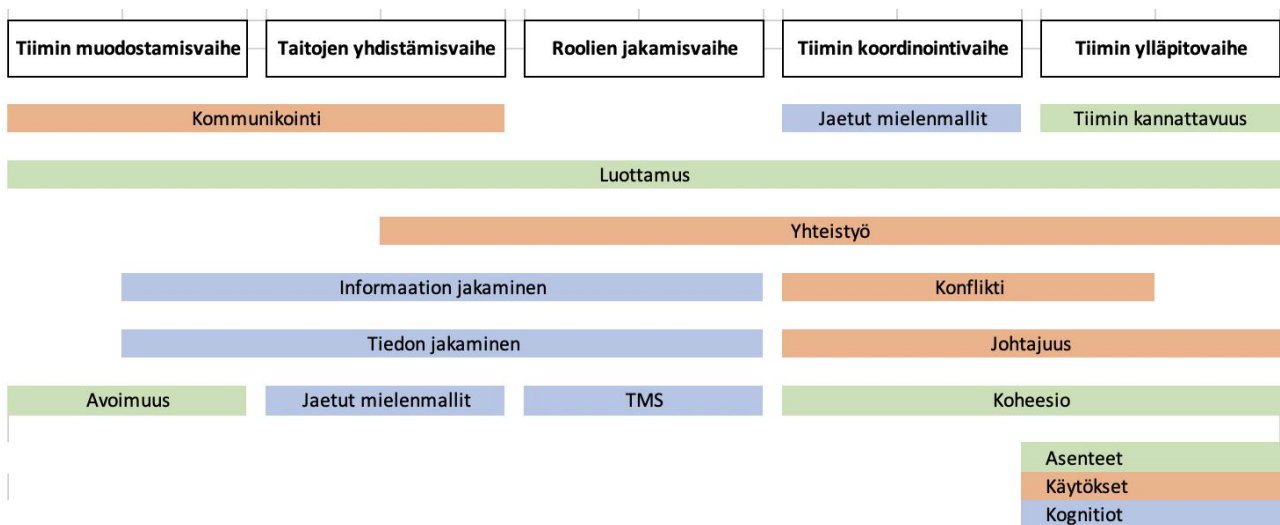 Tiimin muodostamisvaihe
Taitojen yhdistämisvaihe
Roolien jakamisvaihe
Tiimin koordinointivaihe
Tiimin ylläpitovaihe
Kommunikointi
Jaetut mielenmallit
Tiimin kannattavuus
Luottamus
Yhteistyö
Informaation jakaminen
Konflikti
Tiedon jakaminen
Johtajuus
Avoimuus
Jaetut mielenmallit
TMS
Koheesio
Asenteet
Käytökset
Kognitiot